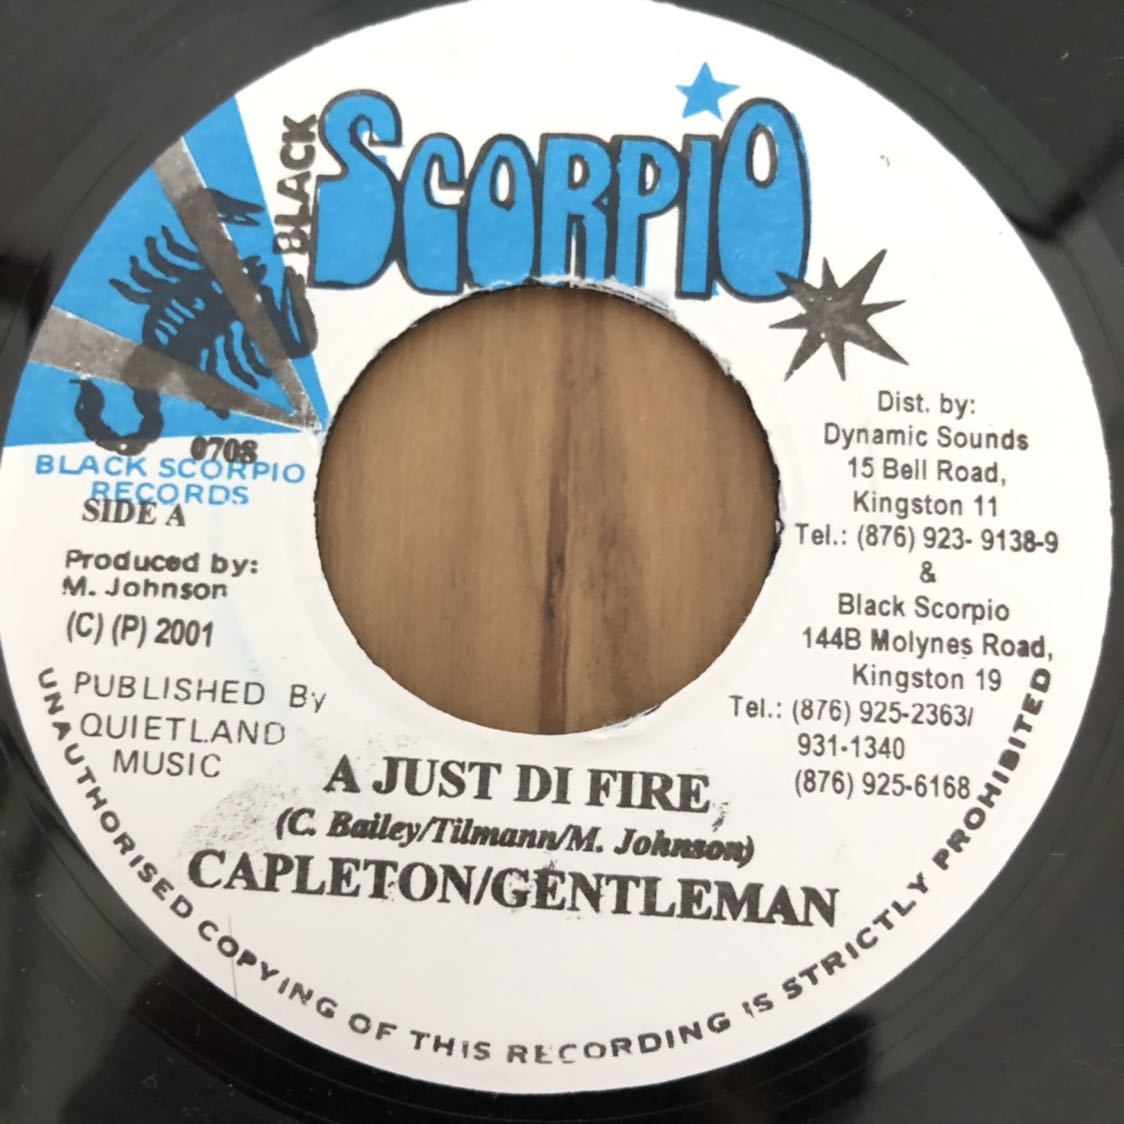 BLACK
SCORPIO
0708
BLACK SCORPIO
RECORDS
SIDE A
Produced by:
M. Johnson
(C) (P) 2001
PUBLISHED By
QUIETLAND
MUSIC
Dist. by:
Dynamic Sounds
15 Bell Road,
Kingston 11
Tel.: (876) 923- 9138-9
&
Black Scorpio
144B Molynes Road,
Kingston 19
Tel.: (876) 925-2363/
931-1340
(876) 925-6168
A JUST DI FIRE
(C. Bailey/Tilmann/M. Johnson)
CAPLETON/GENTLEMAN
UNAUTHORISED COPYING OF THIS RECORDING IS STRICTLY PROHIBITED